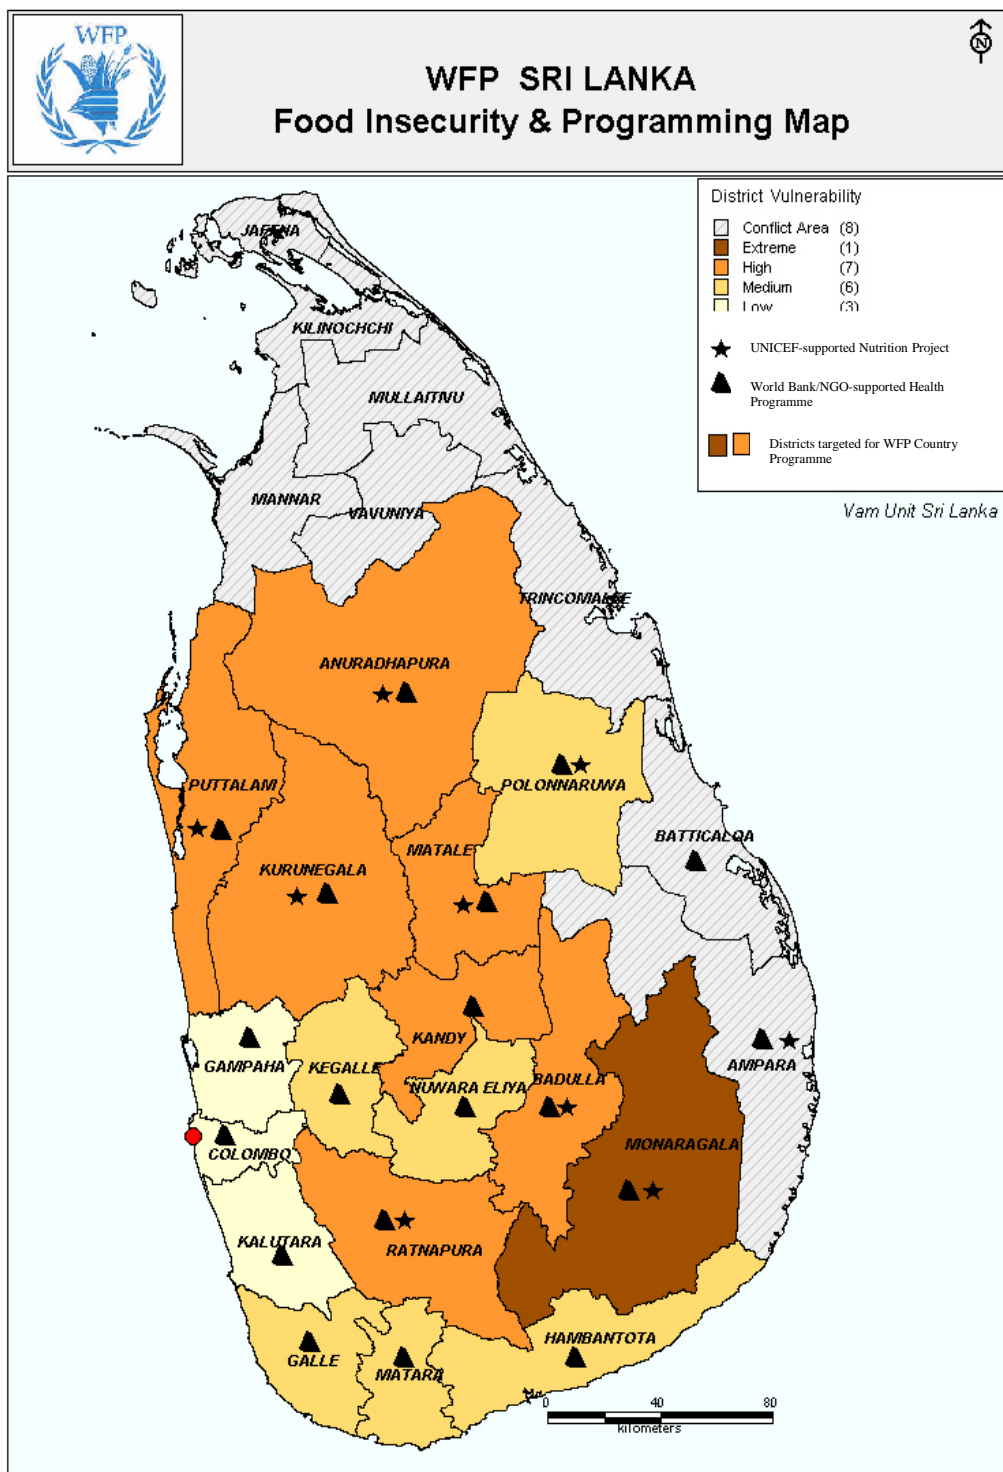 WFP
WFP SRI LANKA
Food Insecurity & Programming Map
N
District Vulnerability
Conflict Area (8)
Extreme (1)
High (7)
Medium (6)
Low (3)
UNICEF-supported Nutrition Project
World Bank/NGO-supported Health
Programme
Districts targeted for WFP Country
Programme
Vam Unit Sri Lanka
JAFFNA
KILINOCHCHI
MULLAITIVU
MANNAR
VAVUNIYA
TRINCOMALEE
ANURADHAPURA
PUTTALAM
POLONNARUWA
KURUNEGALA
MATALE
BATTICALOA
KANDY
GAMPAHA
KEGALLE
NUWARA ELIYA
BADULLA
AMPARA
COLOMBO
MONARAGALA
KALUTARA
RATNAPURA
GALLE
MATARA
HAMBANTOTA
0 40 80
kilometers